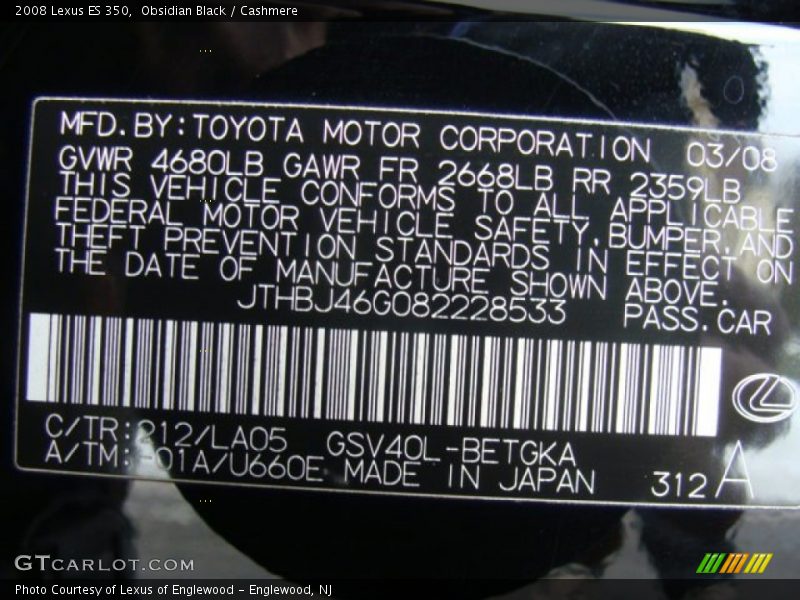 2008 Lexus ES 350,  Obsidian Black / Cashmere
MFD.BY:TOYOTA MOTOR CORPORATION 03/08
GVWR 4680LB GAWR FR 2668LB RR 2359LB
THIS VEHICLE CONFORMS TO ALL APPLICABLE
FEDERAL MOTOR VEHICLE SAFETY,BUMPER,AND
THEFT PREVENTION STANDARDS IN EFFECT ON
THE DATE OF MANUFACTURE SHOWN ABOVE.
JTHBJ46G082228533 PASS.CAR
C/TR:212/LA05 GSV40L-BETGKA
A/TM:-01A/U660E MADE IN JAPAN 312 A
GTCARLOT.COM
Photo Courtesy of Lexus of Englewood - Englewood, NJ